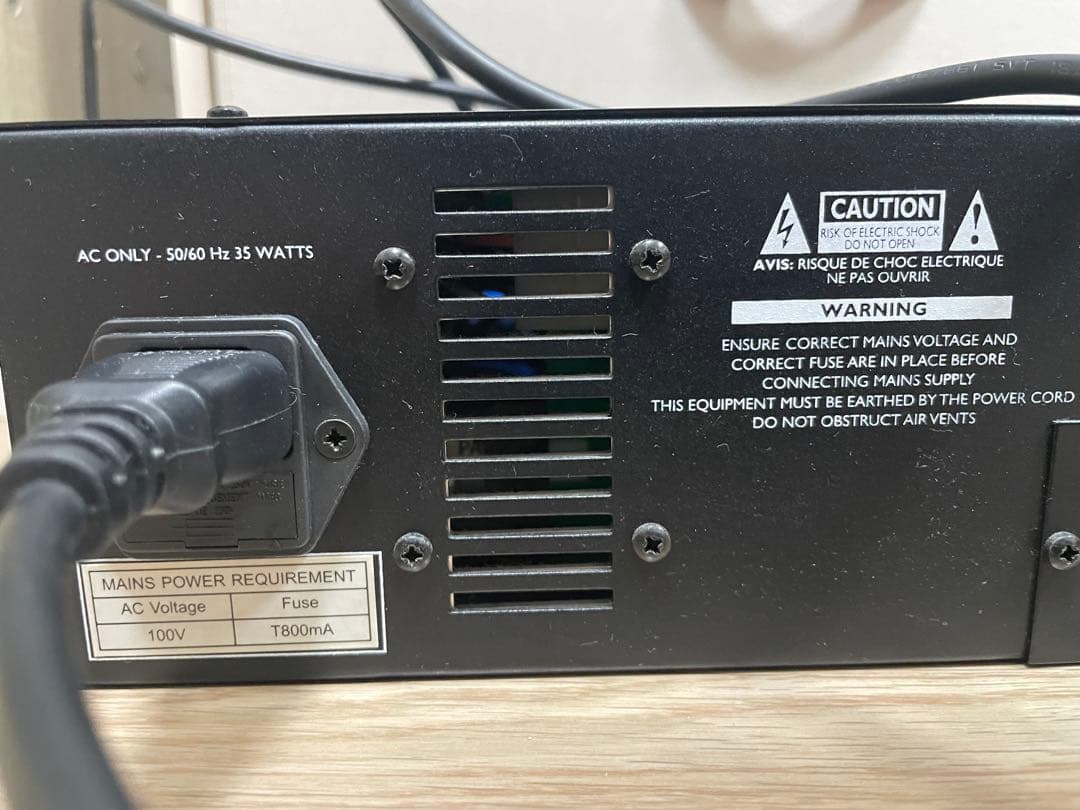 AC ONLY - 50/60 Hz 35 WATTS
CAUTION
RISK OF ELECTRIC SHOCK
DO NOT OPEN
AVIS: RISQUE DE CHOC ELECTRIQUE
NE PAS OUVRIR
WARNING
ENSURE CORRECT MAINS VOLTAGE AND
CORRECT FUSE ARE IN PLACE BEFORE
CONNECTING MAINS SUPPLY
THIS EQUIPMENT MUST BE EARTHED BY THE POWER CORD
DO NOT OBSTRUCT AIR VENTS
MAINS POWER REQUIREMENT
AC Voltage Fuse
100V T800mA